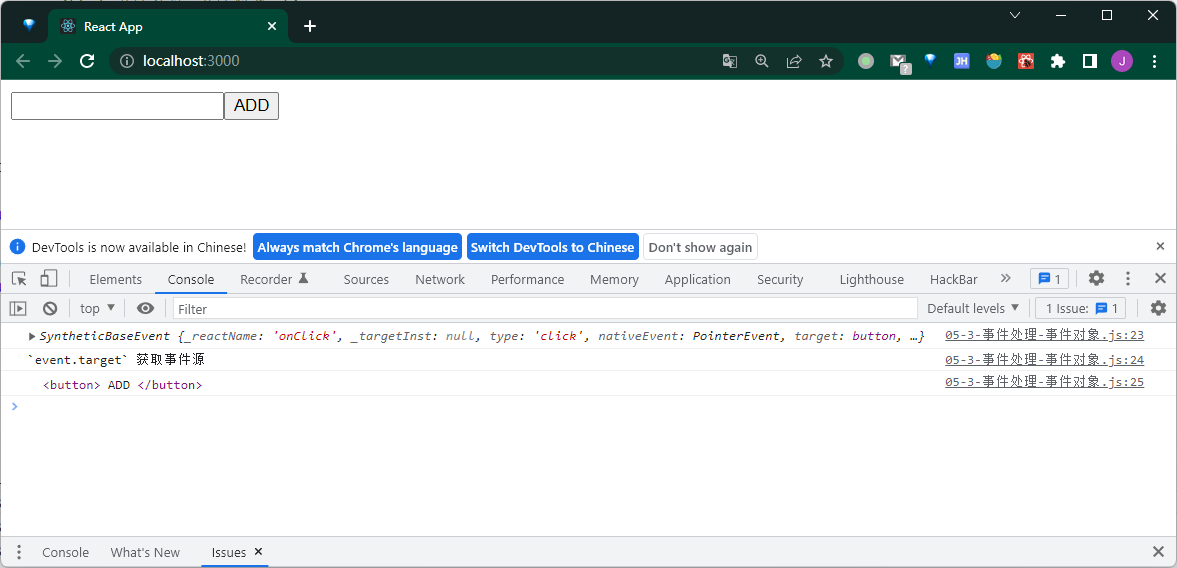 React App
localhost:3000
JH
?
J
ADD
DevTools is now available in Chinese! Always match Chrome's language Switch DevTools to Chinese Don't show again
Elements Console Recorder Sources Network Performance Memory Application Security Lighthouse HackBar » 1
top Filter Default levels 1 Issue: 1
SyntheticBaseEvent {_reactName: 'onClick', _targetInst: null, type: 'click', nativeEvent: PointerEvent, target: button, …} 05-3-事件处理-事件对象.js:23
`event.target` 获取事件源 05-3-事件处理-事件对象.js:24
<button> ADD </button> 05-3-事件处理-事件对象.js:25
Console What's New Issues